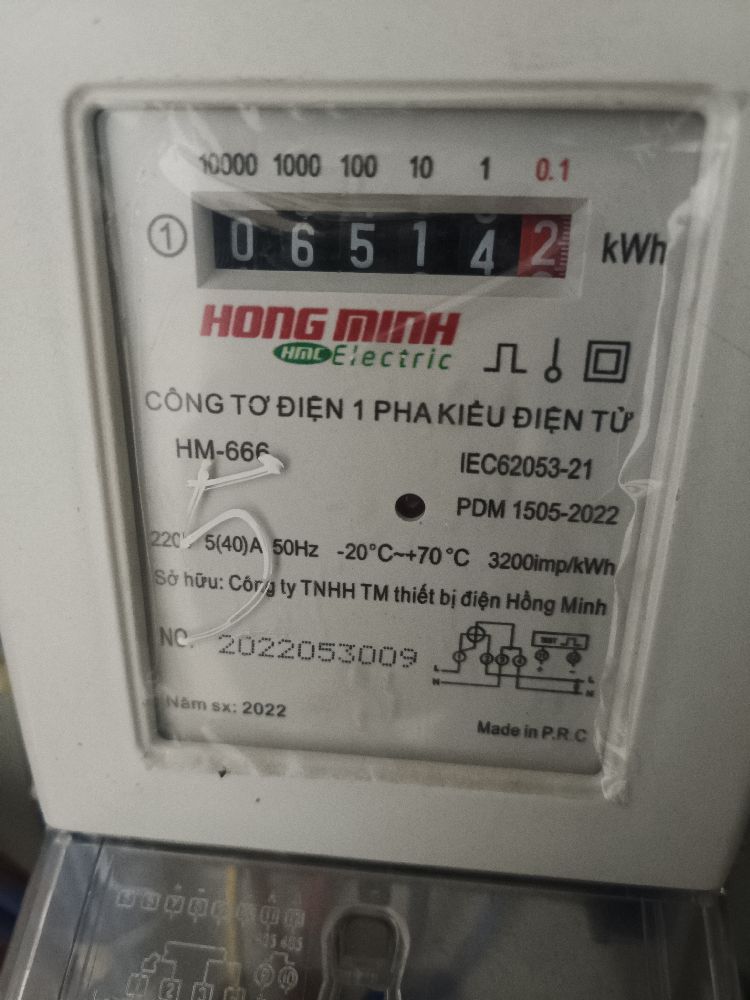 10000 1000 100 10 1 0.1
1 0 6 5 1 4 2 kWh
HONG MINH
HMC Electric
CÔNG TƠ ĐIỆN 1 PHA KIỂU ĐIỆN TỬ
HM-666 IEC62053-21
5
PDM 1505-2022
220V 5(40)A 50Hz -20°C~+70°C 3200imp/kWh
Sở hữu: Công ty TNHH TM thiết bị điện Hồng Minh
NO. 2022053009
L N L N
Năm sx: 2022
Made in P.R.C